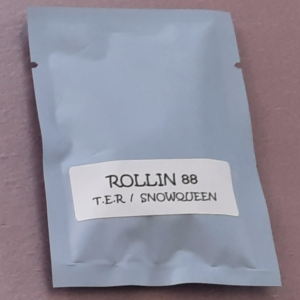 ROLLIN 88
T.E.R / SNOWQUEEN